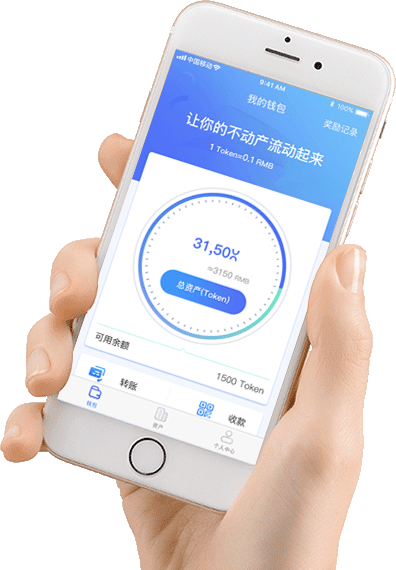 中国移动
9:41 AM
100%
我的钱包
奖励记录
让你的不动产流动起来
1 Token=0.1 RMB
31,50
≈3150 RMB
总资产(Token)
可用余额
1500 Token
转账
收款
钱包
资产
个人中心